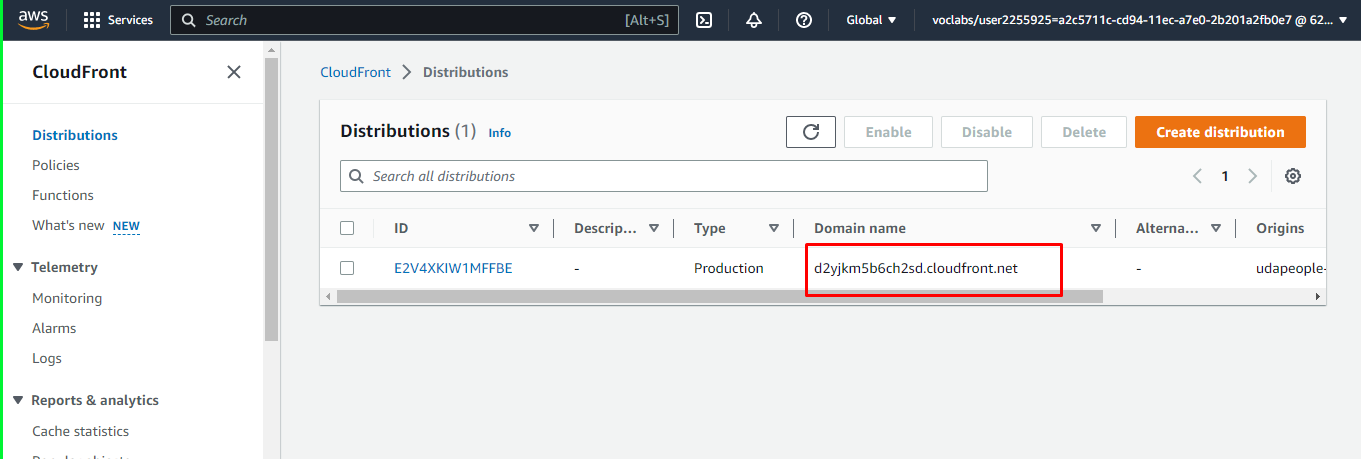 aws Services Search [Alt+S] Global voclabs/user2255925=a2c5711c-cd94-11ec-a7e0-2b201a2fb0e7 @ 62...
CloudFront
Distributions
Policies
Functions
What's new NEW
Telemetry
Monitoring
Alarms
Logs
Reports & analytics
Cache statistics
CloudFront Distributions
Distributions (1) Info
Enable Disable Delete Create distribution
Search all distributions
1
ID Descrip... Type Domain name Alterna... Origins
E2V4XKIW1MFFBE - Production d2yjkm5b6ch2sd.cloudfront.net - udapeople-